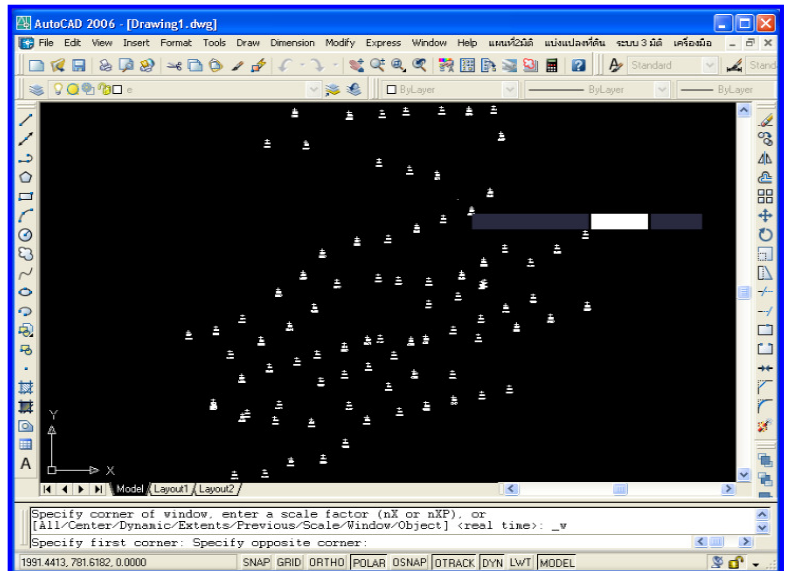 AutoCAD 2006 - [Drawing1.dwg]
File Edit View Insert Format Tools Draw Dimension Modify Express Window Help แผนที่2มิติ แบ่งแปลงที่ดิน ระบบ 3 มิติ เครื่องมือ
Standard Stand
e ByLayer ByLayer ByLayer
Y
X
Model Layout1 Layout2
Specify corner of window, enter a scale factor (nX or nXP), or
[All/Center/Dynamic/Extents/Previous/Scale/Window/Object] <real time>: _w
Specify first corner: Specify opposite corner:
1991.4413, 781.6182, 0.0000 SNAP GRID ORTHO POLAR OSNAP OTRACK DYN LWT MODEL